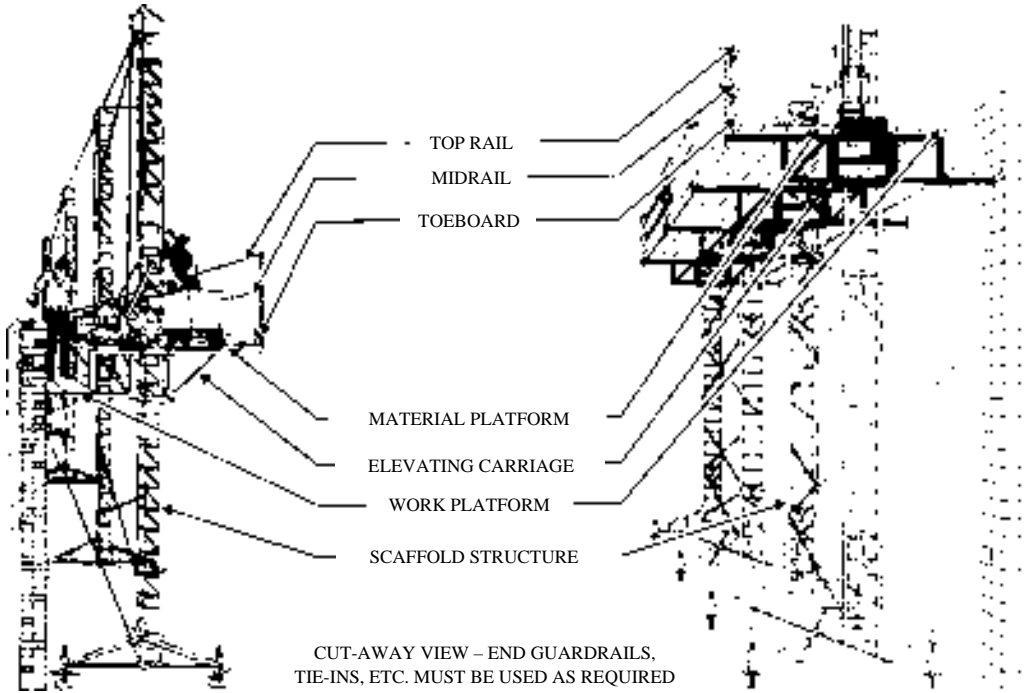 TOP RAIL
MIDRAIL
TOEBOARD
MATERIAL PLATFORM
ELEVATING CARRIAGE
WORK PLATFORM
SCAFFOLD STRUCTURE
CUT-AWAY VIEW – END GUARDRAILS,
TIE-INS, ETC. MUST BE USED AS REQUIRED